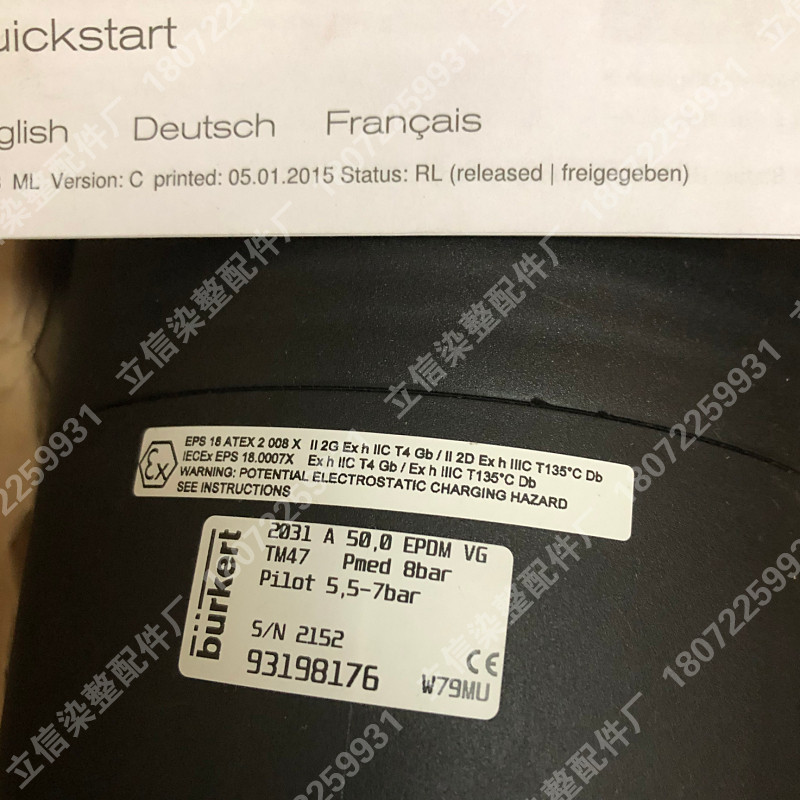 uickstart
glish Deutsch Français
ML Version: C printed: 05.01.2015 Status: RL (released | freigegeben)
EPS 18 ATEX 2 008 X II 2G Ex h IIC T4 Gb / II 2D Ex h IIIC T135°C Db
IECEx EPS 18.0007X Ex h IIC T4 Gb / Ex h IIIC T135°C Db
WARNING: POTENTIAL ELECTROSTATIC CHARGING HAZARD
SEE INSTRUCTIONS
εx
bürkert
2031 A 50,0 EPDM VG
TM47 Pmed 8bar
Pilot 5,5-7bar
S/N 2152
93198176
CE
W79MU
立信染整配件厂 18072259931